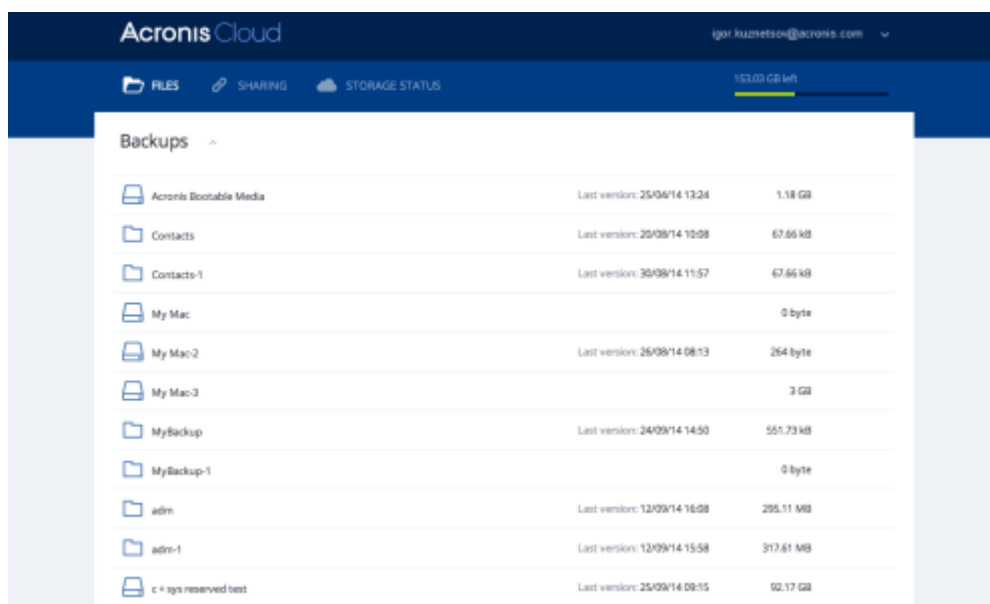 Acronis Cloud
igor.kuznetsov@acronis.com
FILES SHARING STORAGE STATUS 153.03 GB left
Backups
Acronis Bootable Media Last version: 25/04/14 13:24 1.18 GB
Contacts Last version: 20/08/14 10:08 67.66 kB
Contacts-1 Last version: 30/08/14 11:57 67.66 kB
My Mac 0 byte
My Mac-2 Last version: 26/08/14 08:13 264 byte
My Mac-3 3 GB
MyBackup Last version: 24/09/14 14:50 551.73 kB
MyBackup-1 0 byte
adm Last version: 12/09/14 16:08 295.11 MB
adm-1 Last version: 12/09/14 15:58 317.61 MB
c + sys reserved test Last version: 25/09/14 09:15 92.17 GB